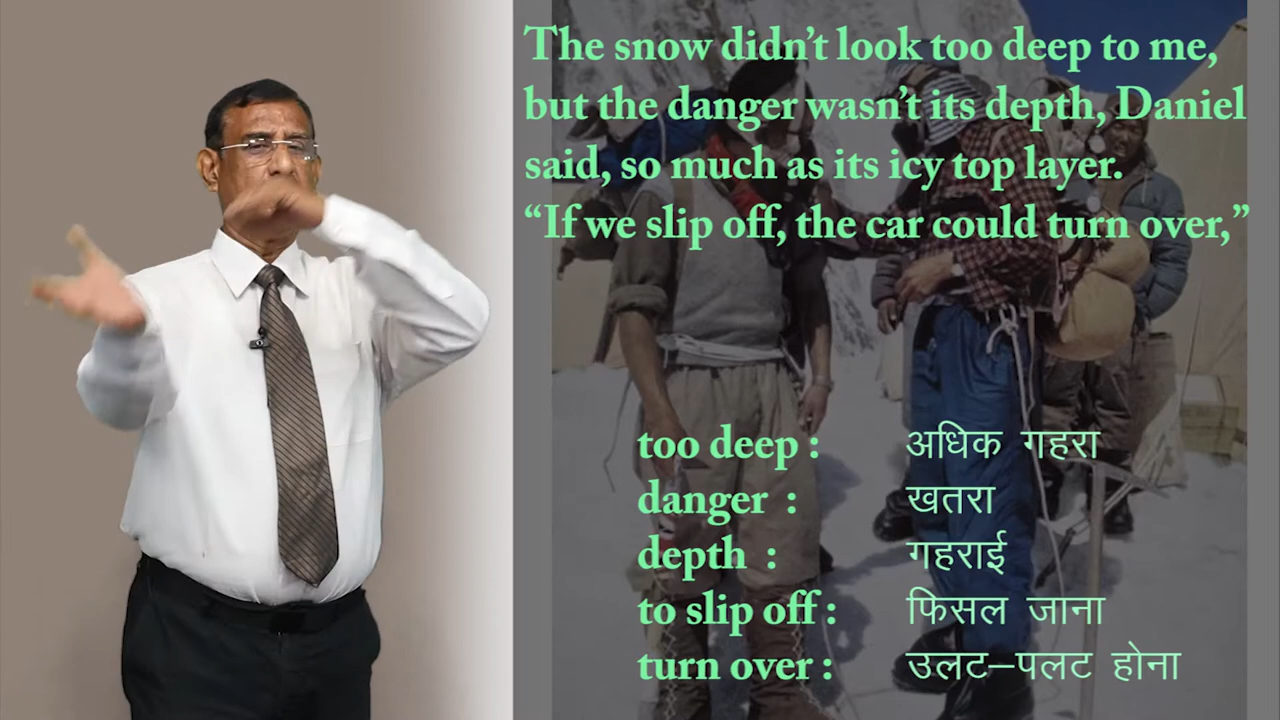 The snow didn’t look too deep to me,
but the danger wasn’t its depth, Daniel
said, so much as its icy top layer.
“If we slip off, the car could turn over,”
too deep : अधिक गहरा
danger : खतरा
depth : गहराई
to slip off : फिसल जाना
turn over : उलट–पलट होना